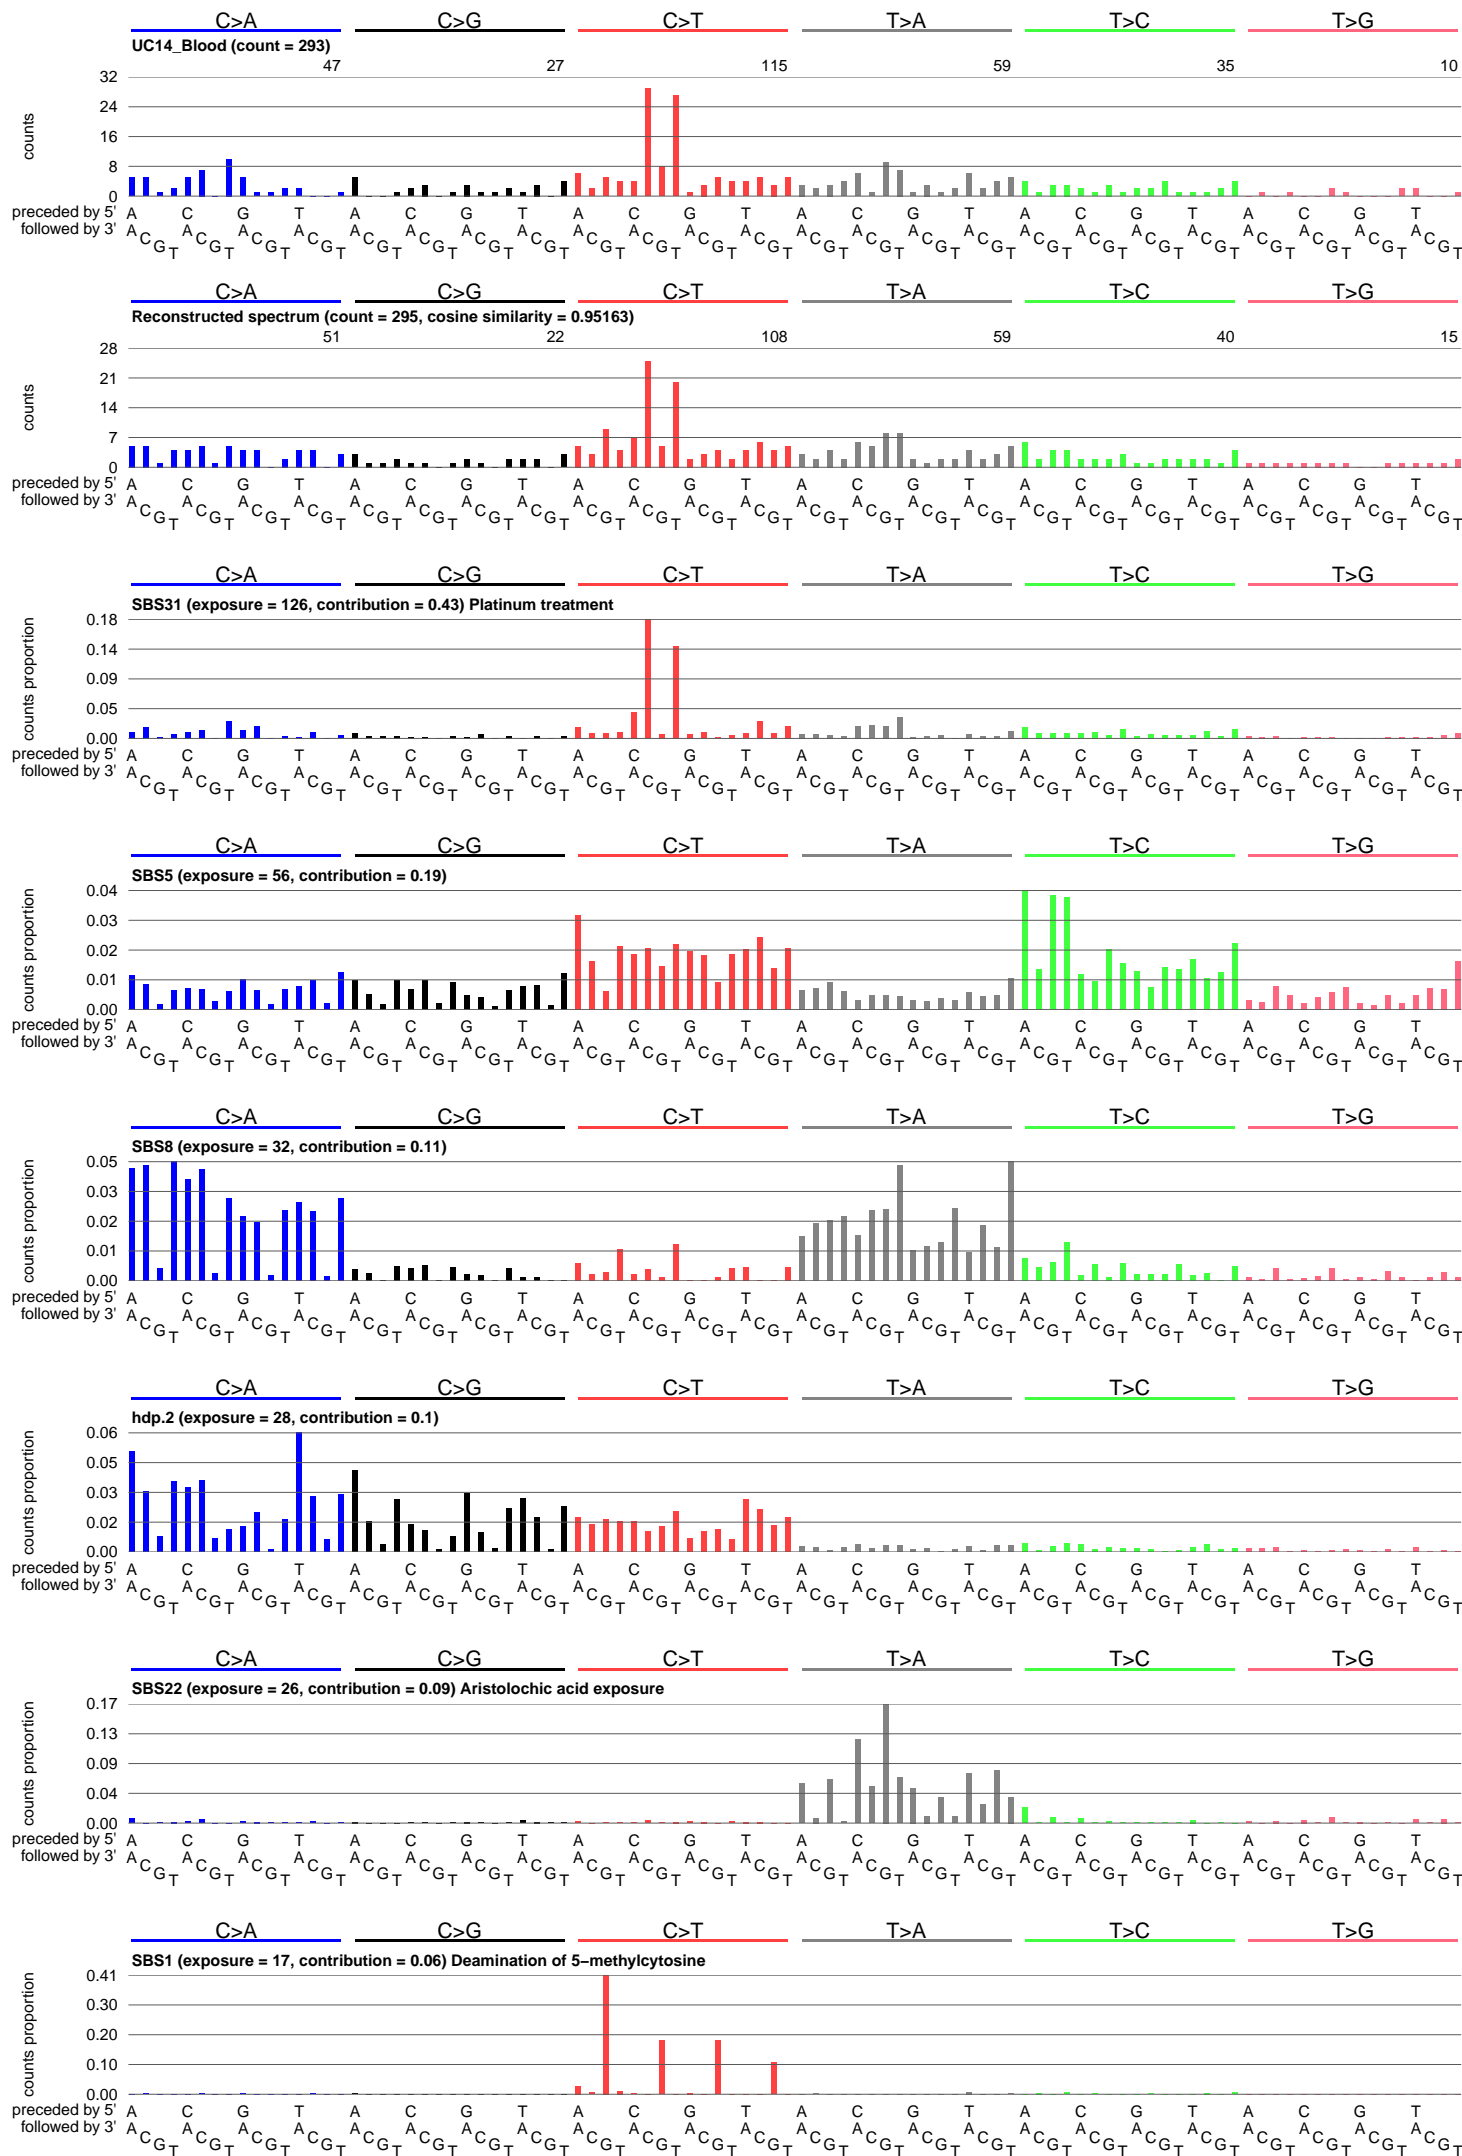 C>A C>G C>T T>A T>C T>G
UC14_Blood (count = 293)
47 27 115 59 35 10
32
24
16
8
0
counts
preceded by 5' A C G T A C G T A C G T A C G T A C G T A C G T
followed by 3' A C G T A C G T A C G T A C G T A C G T A C G T A C G T A C G T A C G T A C G T A C G T A C G T A C G T A C G T A C G T A C G T A C G T A C G T A C G T A C G T A C G T A C G T A C G T A C G T
C>A C>G C>T T>A T>C T>G
Reconstructed spectrum (count = 295, cosine similarity = 0.95163)
51 22 108 59 40 15
28
21
14
7
0
counts
preceded by 5' A C G T A C G T A C G T A C G T A C G T A C G T
followed by 3' A C G T A C G T A C G T A C G T A C G T A C G T A C G T A C G T A C G T A C G T A C G T A C G T A C G T A C G T A C G T A C G T A C G T A C G T A C G T A C G T A C G T A C G T A C G T A C G T
C>A C>G C>T T>A T>C T>G
SBS31 (exposure = 126, contribution = 0.43) Platinum treatment
0.18
0.14
0.09
0.05
0.00
counts proportion
preceded by 5' A C G T A C G T A C G T A C G T A C G T A C G T
followed by 3' A C G T A C G T A C G T A C G T A C G T A C G T A C G T A C G T A C G T A C G T A C G T A C G T A C G T A C G T A C G T A C G T A C G T A C G T A C G T A C G T A C G T A C G T A C G T A C G T
C>A C>G C>T T>A T>C T>G
SBS5 (exposure = 56, contribution = 0.19)
0.04
0.03
0.02
0.01
0.00
counts proportion
preceded by 5' A C G T A C G T A C G T A C G T A C G T A C G T
followed by 3' A C G T A C G T A C G T A C G T A C G T A C G T A C G T A C G T A C G T A C G T A C G T A C G T A C G T A C G T A C G T A C G T A C G T A C G T A C G T A C G T A C G T A C G T A C G T A C G T
C>A C>G C>T T>A T>C T>G
SBS8 (exposure = 32, contribution = 0.11)
0.05
0.03
0.02
0.01
0.00
counts proportion
preceded by 5' A C G T A C G T A C G T A C G T A C G T A C G T
followed by 3' A C G T A C G T A C G T A C G T A C G T A C G T A C G T A C G T A C G T A C G T A C G T A C G T A C G T A C G T A C G T A C G T A C G T A C G T A C G T A C G T A C G T A C G T A C G T A C G T
C>A C>G C>T T>A T>C T>G
hdp.2 (exposure = 28, contribution = 0.1)
0.06
0.05
0.03
0.02
0.00
counts proportion
preceded by 5' A C G T A C G T A C G T A C G T A C G T A C G T
followed by 3' A C G T A C G T A C G T A C G T A C G T A C G T A C G T A C G T A C G T A C G T A C G T A C G T A C G T A C G T A C G T A C G T A C G T A C G T A C G T A C G T A C G T A C G T A C G T A C G T
C>A C>G C>T T>A T>C T>G
SBS22 (exposure = 26, contribution = 0.09) Aristolochic acid exposure
0.17
0.13
0.09
0.04
0.00
counts proportion
preceded by 5' A C G T A C G T A C G T A C G T A C G T A C G T
followed by 3' A C G T A C G T A C G T A C G T A C G T A C G T A C G T A C G T A C G T A C G T A C G T A C G T A C G T A C G T A C G T A C G T A C G T A C G T A C G T A C G T A C G T A C G T A C G T A C G T
C>A C>G C>T T>A T>C T>G
SBS1 (exposure = 17, contribution = 0.06) Deamination of 5−methylcytosine
0.41
0.30
0.20
0.10
0.00
counts proportion
preceded by 5' A C G T A C G T A C G T A C G T A C G T A C G T
followed by 3' A C G T A C G T A C G T A C G T A C G T A C G T A C G T A C G T A C G T A C G T A C G T A C G T A C G T A C G T A C G T A C G T A C G T A C G T A C G T A C G T A C G T A C G T A C G T A C G T